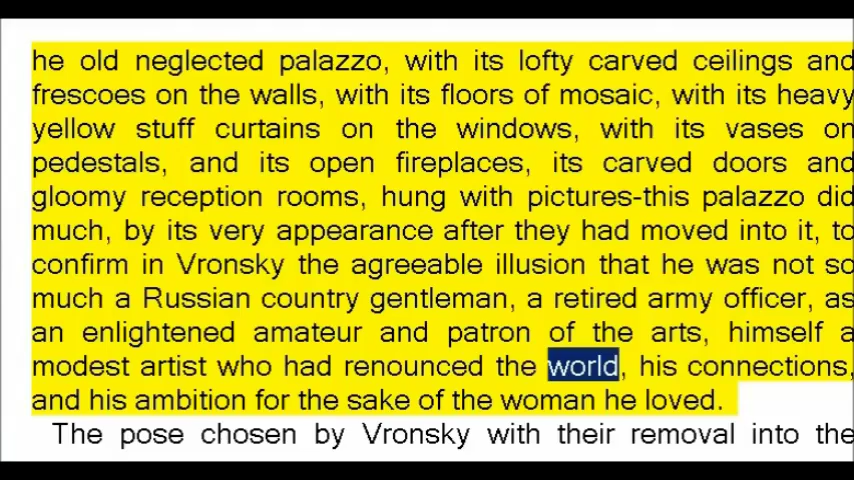 he old neglected palazzo, with its lofty carved ceilings and
frescoes on the walls, with its floors of mosaic, with its heavy
yellow stuff curtains on the windows, with its vases on
pedestals, and its open fireplaces, its carved doors and
gloomy reception rooms, hung with pictures-this palazzo did
much, by its very appearance after they had moved into it, to
confirm in Vronsky the agreeable illusion that he was not so
much a Russian country gentleman, a retired army officer, as
an enlightened amateur and patron of the arts, himself a
modest artist who had renounced the world, his connections,
and his ambition for the sake of the woman he loved.
The pose chosen by Vronsky with their removal into the